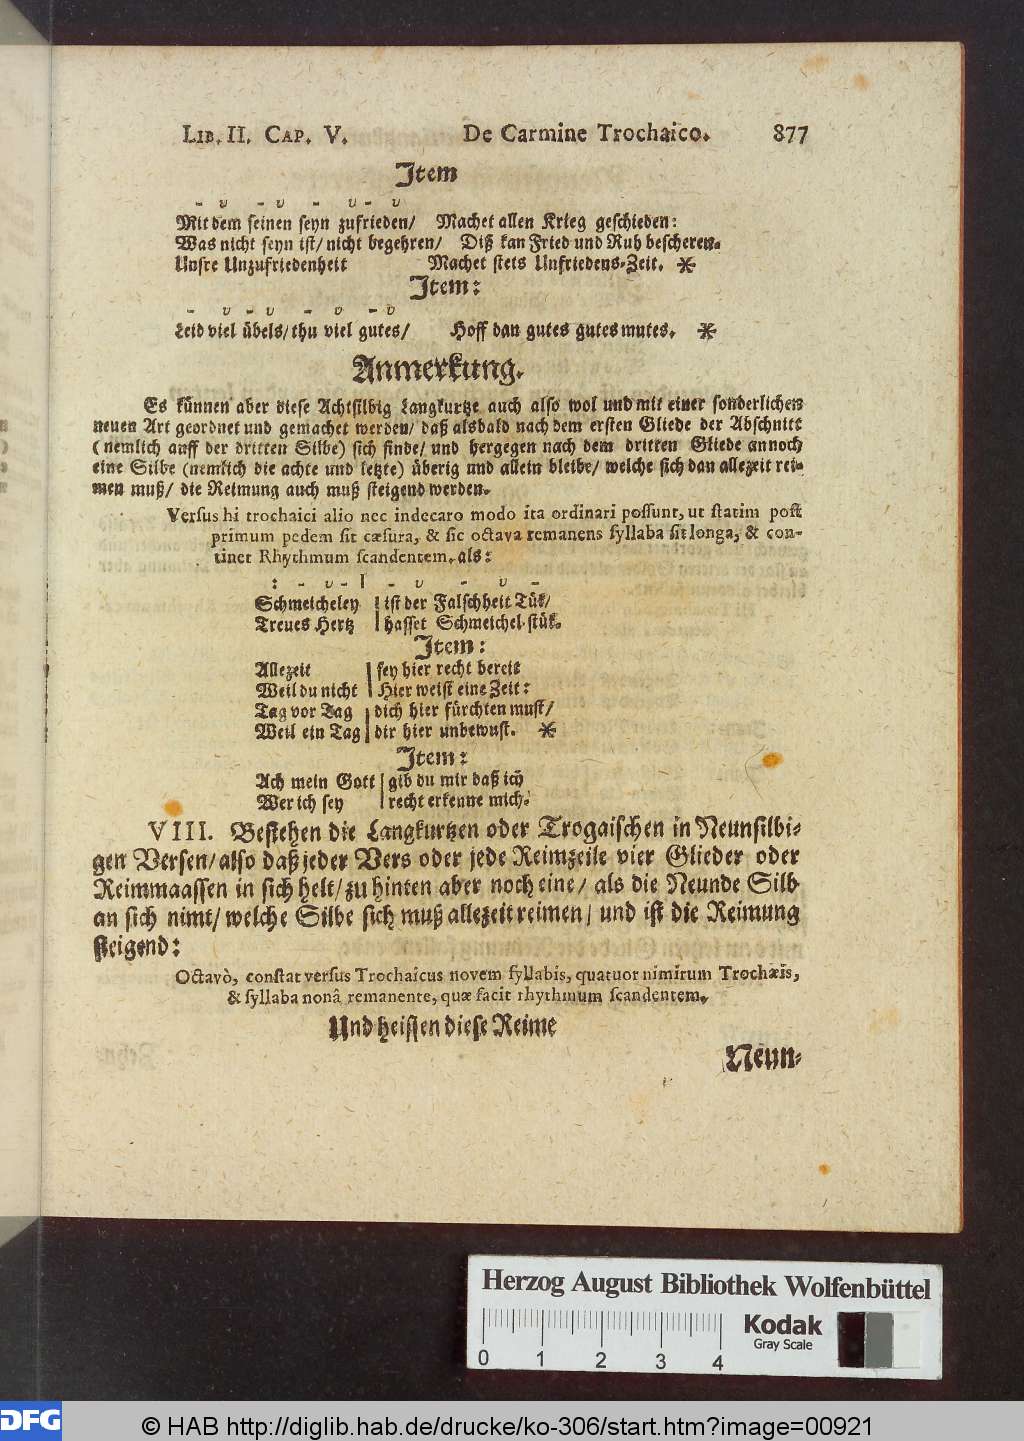 LIB. II. CAP. V. De Carmine Trochaico. 877
Item
- υ - υ - υ - υ
Mit dem seinen seyn zufrieden/ Machet allen Krieg geschieden:
Was nicht seyn ist/ nicht begehren/ Diß kan Fried und Ruh bescheren.
Unsre Unzufriedenheit Machet stets Unfriedens-Zeit. *
Item:
- υ - υ - υ - υ
Leid viel übels/ thu viel gutes/ Hoff dan gutes gutes mutes. *
Anmerkung.
Es künnen aber diese Achtsilbig Langkurtze auch also wol und mit einer sonderlichen
neuen Art geordnet und gemachet werden/ daß alsbald nach dem ersten Gliede der Abschnitt
(nemlich auff der dritten Silbe) sich finde/ und hergegen nach dem dritten Gliede annoch
eine Silbe (nemlich die achte und letzte) überig und allein bleibe/ welche sich dan allezeit rei-
men muß/ die Reimung auch muß steigend werden.
Versus hi trochaici alio nec indecaro modo ita ordinari possunt, ut statim post
primum pedem sit cæsura, & sic octava remanens syllaba sit longa, & con-
tinet Rhythmum scandentem. als:
: - υ - | - υ - υ -
Schmeicheley | ist der Falschheit Tük/
Treues Hertz | hasset Schmeichel-stük.
Item:
Allezeit | sey hier recht bereit
Weil du nicht | Hier weist eine Zeit:
Tag vor Tag | dich hier fürchten must/
Weil ein Tag | dir hier unbewust. *
Item:
Ach mein Gott | gib du mir daß ich
Wer ich sey | recht erkenne mich.
VIII. Bestehen die Langkurtzen oder Trogaischen in Neunsilbi-
gen Versen/ also daß jeder Vers oder jede Reimzeile vier Glieder oder
Reimmaassen in sich helt/ zu hinten aber noch eine/ als die Neunde Silb
an sich nimt/ welche Silbe sich muß allezeit reimen/ und ist die Reimung
steigend:
Octavò, constat versus Trochaicus novem syllabis, quatuor nimirum Trochæis,
& syllaba nonâ remanente, quæ facit rhythmum scandentem.
Und heissen diese Reime
Neun-
Herzog August Bibliothek Wolfenbüttel
Kodak
Gray Scale
0 1 2 3 4
DFG
© HAB http://diglib.hab.de/drucke/ko-306/start.htm?image=00921